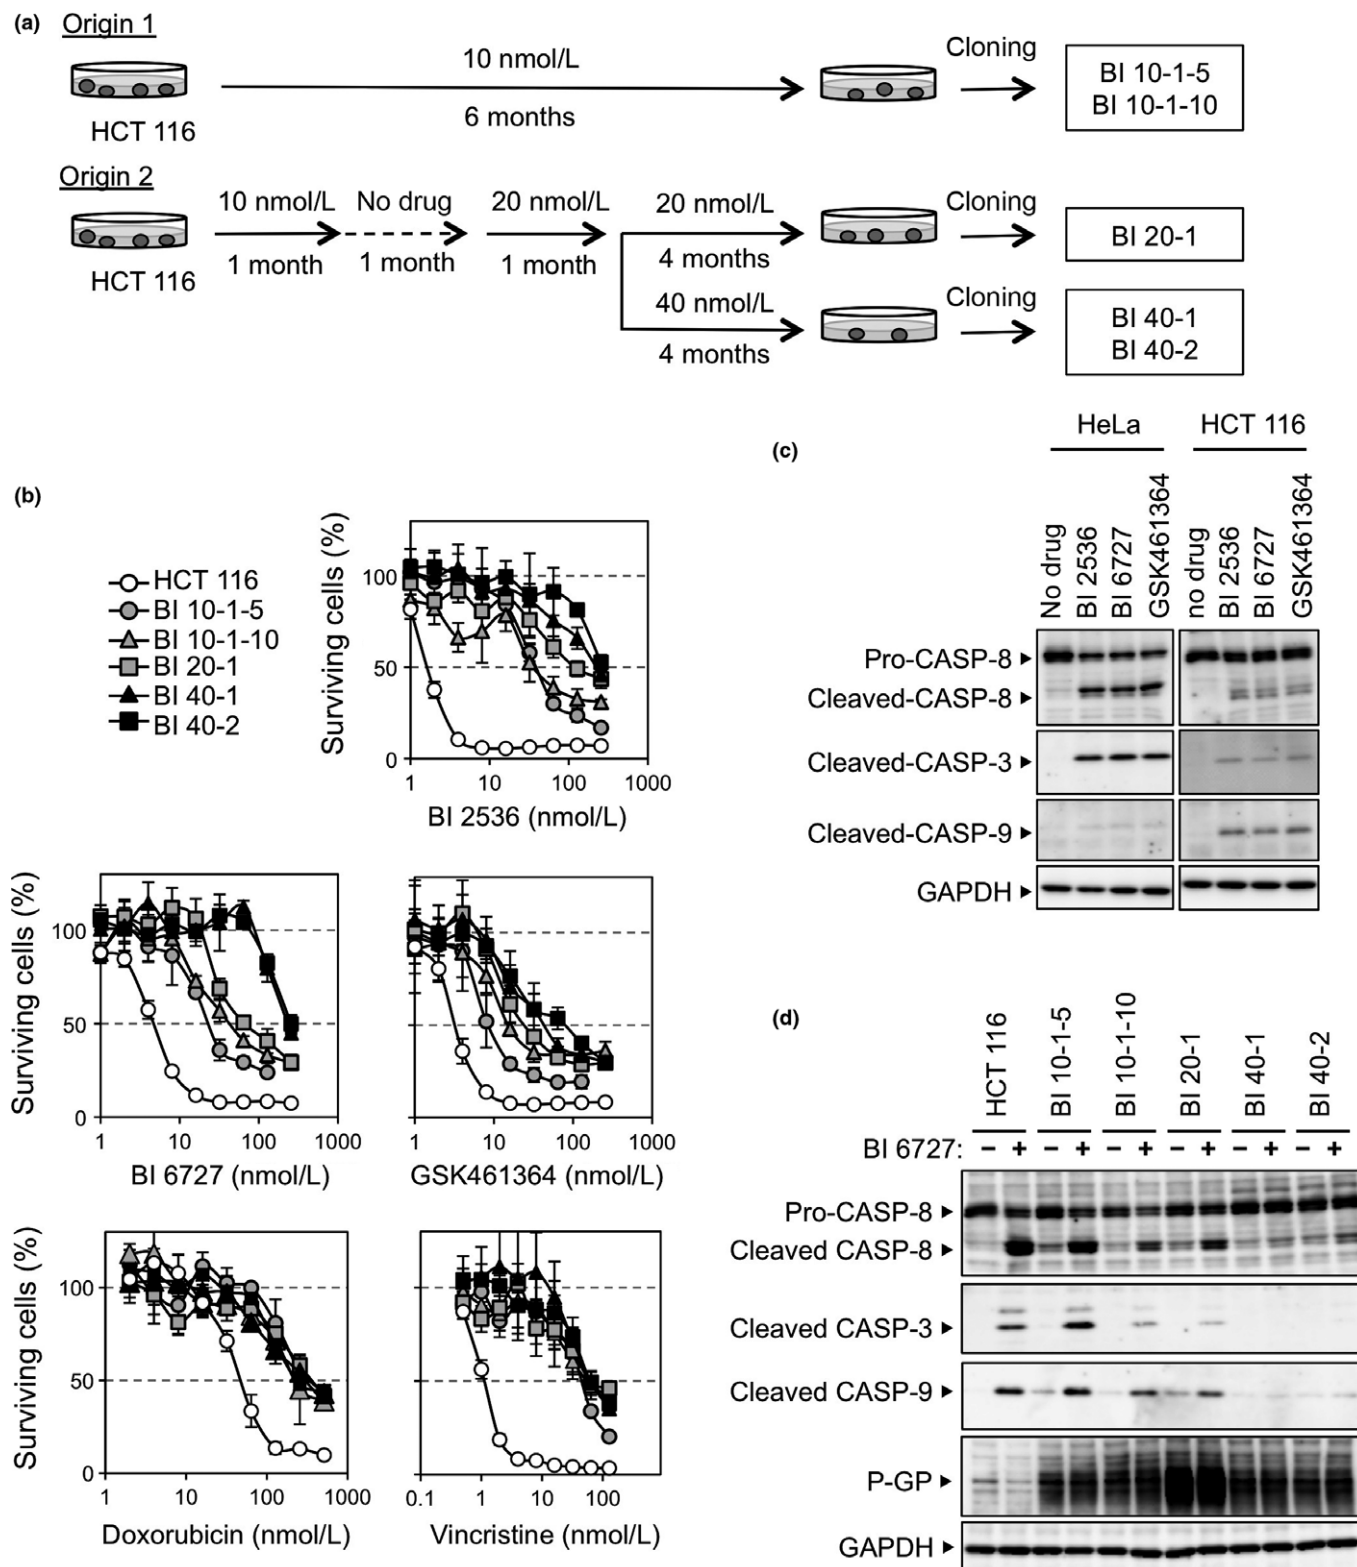 (a)
Origin 1
HCT 116
10 nmol/L
6 months
Cloning
BI 10-1-5
BI 10-1-10
Origin 2
HCT 116
10 nmol/L
1 month
No drug
1 month
20 nmol/L
1 month
20 nmol/L
4 months
Cloning
BI 20-1
40 nmol/L
4 months
Cloning
BI 40-1
BI 40-2
(b)
HCT 116
BI 10-1-5
BI 10-1-10
BI 20-1
BI 40-1
BI 40-2
Surviving cells (%)
100
50
0
1 10 100 1000
BI 2536 (nmol/L)
Surviving cells (%)
100
50
0
1 10 100 1000
BI 6727 (nmol/L)
1 10 100 1000
GSK461364 (nmol/L)
Surviving cells (%)
100
50
0
1 10 100 1000
Doxorubicin (nmol/L)
0.1 1 10 100
Vincristine (nmol/L)
(c)
HeLa
HCT 116
No drug
BI 2536
BI 6727
GSK461364
no drug
BI 2536
BI 6727
GSK461364
Pro-CASP-8
Cleaved-CASP-8
Cleaved-CASP-3
Cleaved-CASP-9
GAPDH
(d)
HCT 116
BI 10-1-5
BI 10-1-10
BI 20-1
BI 40-1
BI 40-2
BI 6727: – + – + – + – + – + – +
Pro-CASP-8
Cleaved CASP-8
Cleaved CASP-3
Cleaved CASP-9
P-GP
GAPDH